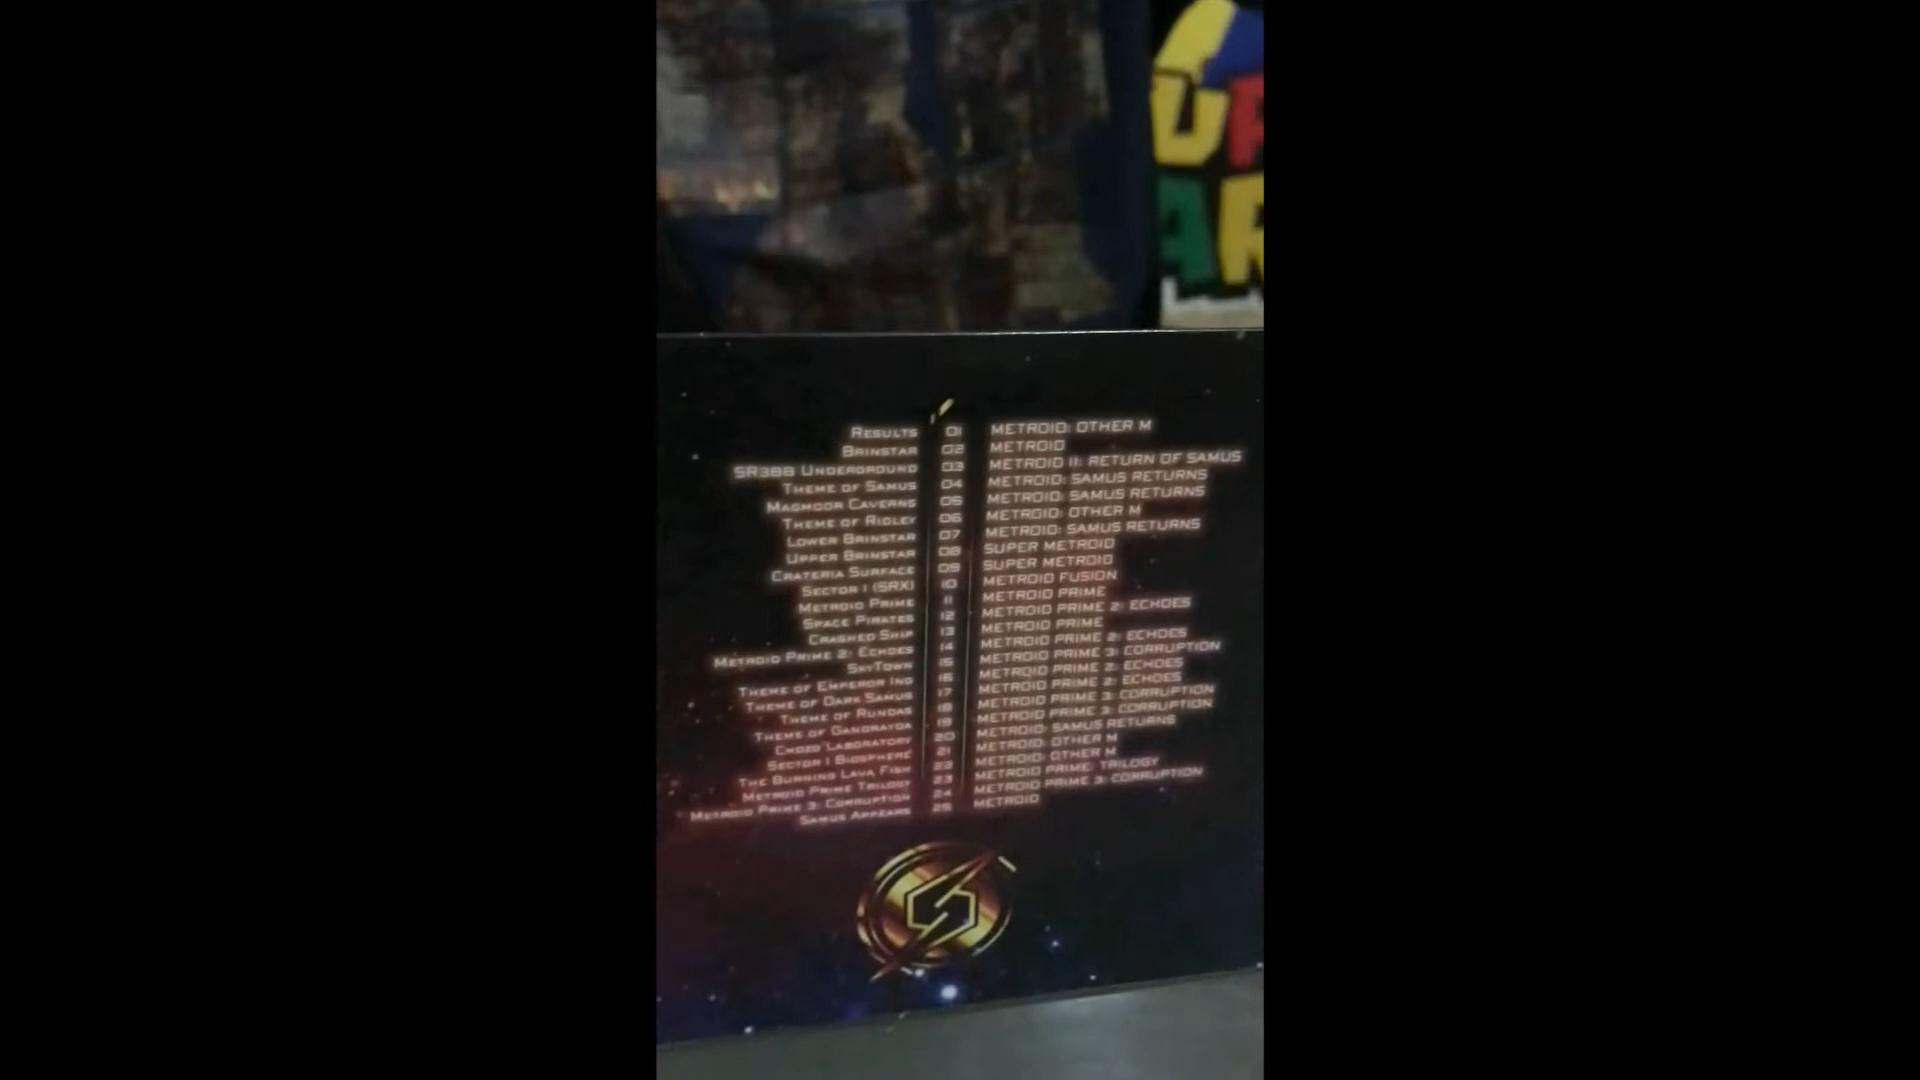 U
AR
RESULTS 01 METROID: OTHER M
BRINSTAR 02 METROID
SR388 UNDERGROUND 03 METROID II: RETURN OF SAMUS
THEME OF SAMUS 04 METROID: SAMUS RETURNS
MAGMOOR CAVERNS 05 METROID: SAMUS RETURNS
THEME OF RIDLEY 06 METROID: OTHER M
LOWER BRINSTAR 07 METROID: SAMUS RETURNS
UPPER BRINSTAR 08 SUPER METROID
CRATERIA SURFACE 09 SUPER METROID
SECTOR 1 (SRX) 10 METROID FUSION
METROID PRIME 11 METROID PRIME
SPACE PIRATES 12 METROID PRIME 2: ECHOES
CRASHED SHIP 13 METROID PRIME
METROID PRIME 2: ECHOES 14 METROID PRIME 2: ECHOES
SKYTOWN 15 METROID PRIME 3: CORRUPTION
THEME OF EMPEROR ING 16 METROID PRIME 2: ECHOES
THEME OF DARK SAMUS 17 METROID PRIME 2: ECHOES
THEME OF RUNDAS 18 METROID PRIME 3: CORRUPTION
THEME OF GANDRAYDA 19 METROID PRIME 3: CORRUPTION
CHOZO LABORATORY 20 METROID: SAMUS RETURNS
SECTOR 1 BIOSPHERE 21 METROID: OTHER M
THE BURNING LAVA FISH 22 METROID: OTHER M
METROID PRIME TRILOGY 23 METROID PRIME: TRILOGY
METROID PRIME 3: CORRUPTION 24 METROID PRIME 3: CORRUPTION
SAMUS APPEARS 25 METROID